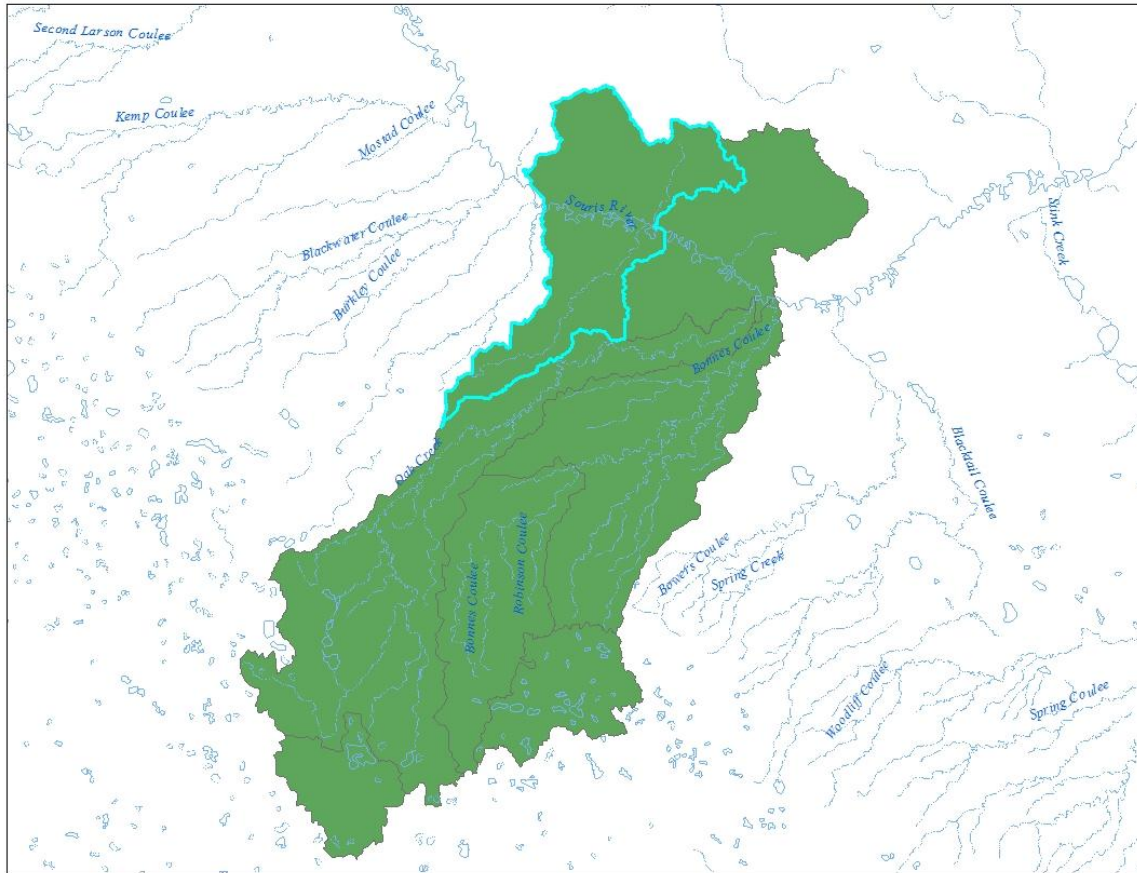 Second Larson Coulee
Kemp Coulee
Mostad Coulee
Souris River
Stink Creek
Blackwater Coulee
Burkley Coulee
Bonnes Coulee
Oak Creek
Blacktail Coulee
Robinson Coulee
Bonnes Coulee
Bowers Coulee
Spring Creek
Woodliff Coulee
Spring Coulee